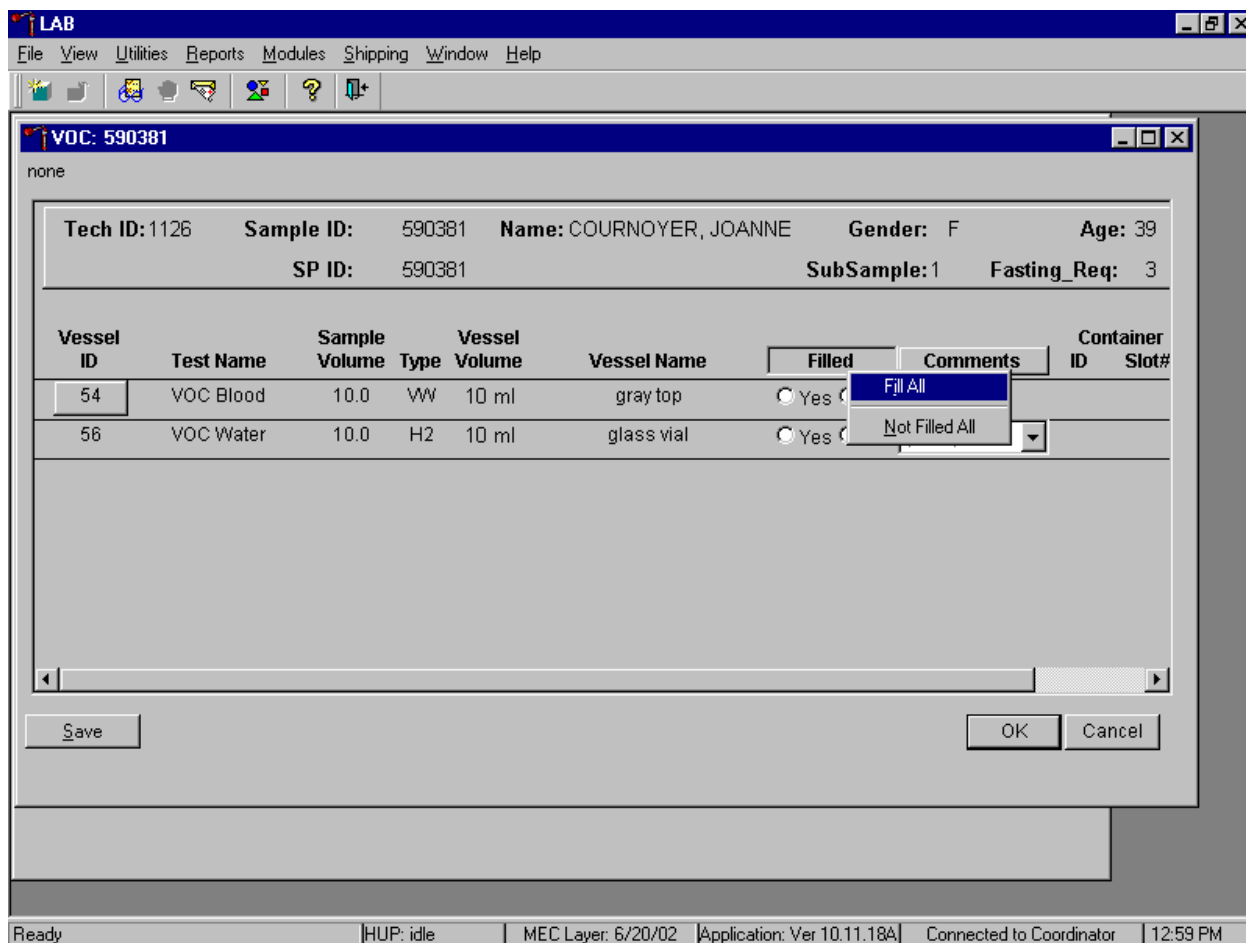 LAB
File View Utilities Reports Modules Shipping Window Help
VOC: 590381
none
Tech ID: 1126 Sample ID: 590381 Name: COURNOYER, JOANNE Gender: F Age: 39
SP ID: 590381 SubSample: 1 Fasting_Req: 3
Vessel Sample Vessel Container
ID Test Name Volume Type Volume Vessel Name Filled Comments ID Slot#
54 VOC Blood 10.0 VW 10 ml gray top Yes Fill All
56 VOC Water 10.0 H2 10 ml glass vial Yes Not Filled All
Save OK Cancel
Ready HUP: idle MEC Layer: 6/20/02 Application: Ver 10.11.18A Connected to Coordinator 12:59 PM